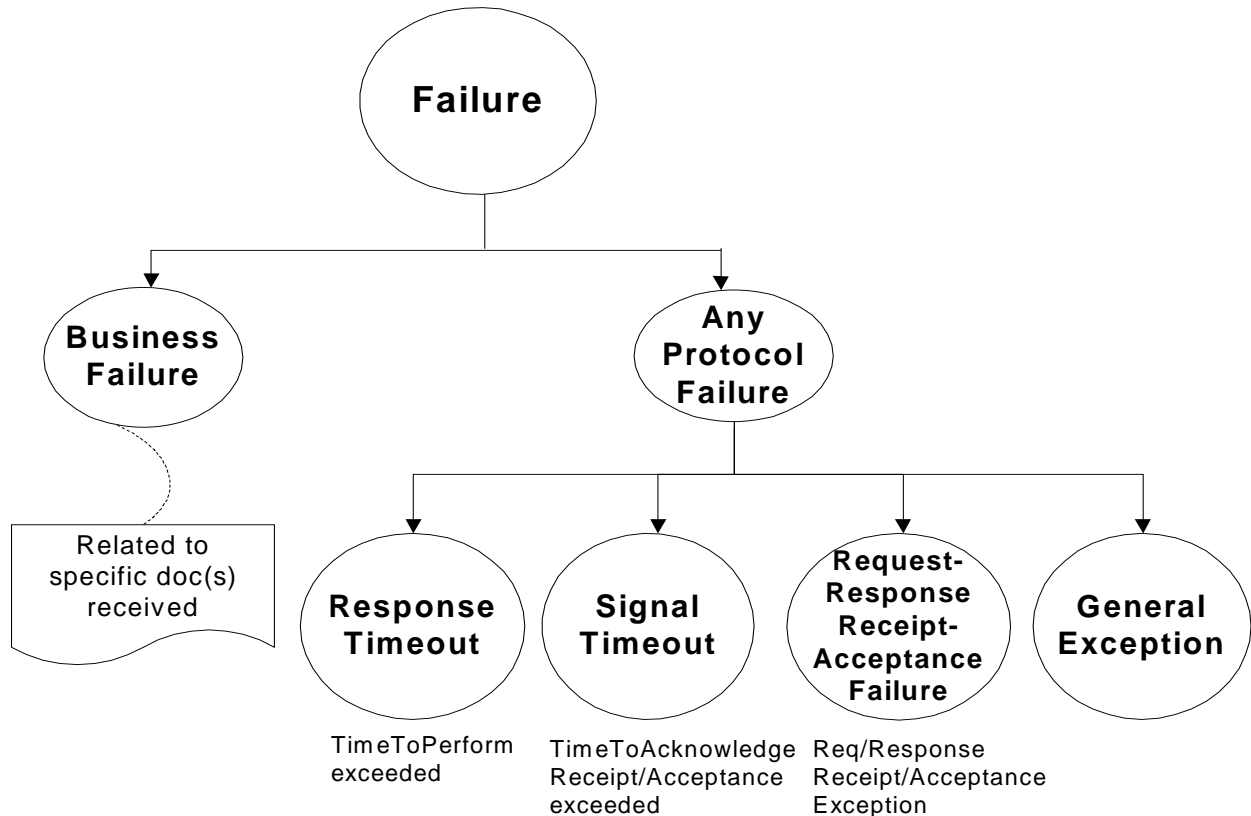 Failure
Business
Failure
Any
Protocol
Failure
Related to
specific doc(s)
received
Response
Timeout
Signal
Timeout
Request-
Response
Receipt-
Acceptance
Failure
General
Exception
TimeToPerform
exceeded
TimeToAcknowledge
Receipt/Acceptance
exceeded
Req/Response
Receipt/Acceptance
Exception